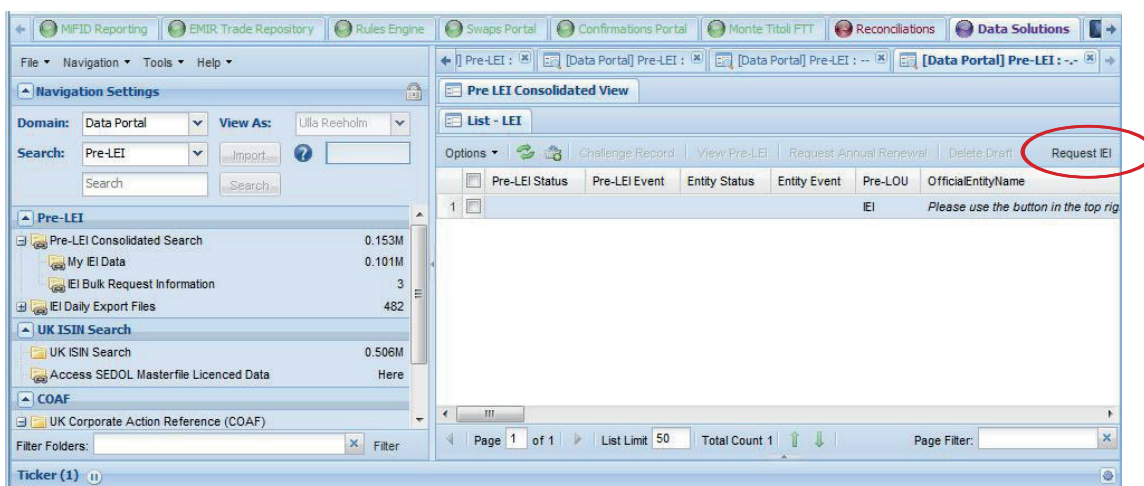 MiFID Reporting EMIR Trade Repository Rules Engine Swaps Portal Confirmations Portal Monte Titoli FTT Reconciliations Data Solutions
File Navigation Tools Help
Navigation Settings
Domain: Data Portal View As: Ulla Reeholm
Search: Pre-LEI Import
Search Search
Pre-LEI
Pre-LEI Consolidated Search 0.153M
My IEI Data 0.101M
IEI Bulk Request Information 3
IEI Daily Export Files 482
UK ISIN Search
UK ISIN Search 0.506M
Access SEDOL Masterfile Licenced Data Here
COAF
UK Corporate Action Reference (COAF)
Filter Folders: Filter
] Pre-LEI : [Data Portal] Pre-LEI : [Data Portal] Pre-LEI : -- [Data Portal] Pre-LEI : -.-
Pre LEI Consolidated View
List - LEI
Options Challenge Record View Pre-LEI Request Annual Renewal Delete Draft Request IEI
Pre-LEI Status Pre-LEI Event Entity Status Entity Event Pre-LOU OfficialEntityName
1 IEI Please use the button in the top rig
Page 1 of 1 List Limit 50 Total Count 1 Page Filter:
Ticker (1)